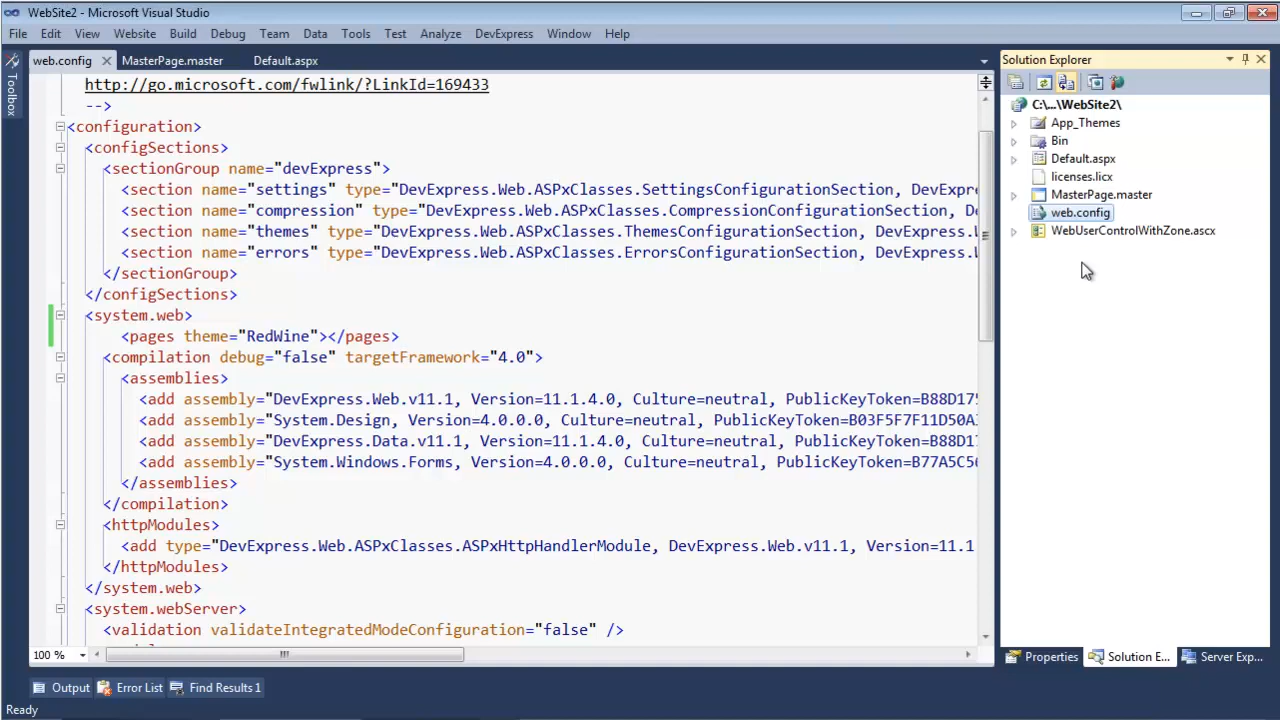 WebSite2 - Microsoft Visual Studio
File Edit View Website Build Debug Team Data Tools Test Analyze DevExpress Window Help
web.config MasterPage.master Default.aspx
Toolbox
http://go.microsoft.com/fwlink/?LinkId=169433
-->
<configuration>
<configSections>
<sectionGroup name="devExpress">
<section name="settings" type="DevExpress.Web.ASPxClasses.SettingsConfigurationSection, DevExpre
<section name="compression" type="DevExpress.Web.ASPxClasses.CompressionConfigurationSection, De
<section name="themes" type="DevExpress.Web.ASPxClasses.ThemesConfigurationSection, DevExpress.W
<section name="errors" type="DevExpress.Web.ASPxClasses.ErrorsConfigurationSection, DevExpress.W
</sectionGroup>
</configSections>
<system.web>
<pages theme="RedWine"></pages>
<compilation debug="false" targetFramework="4.0">
<assemblies>
<add assembly="DevExpress.Web.v11.1, Version=11.1.4.0, Culture=neutral, PublicKeyToken=B88D175
<add assembly="System.Design, Version=4.0.0.0, Culture=neutral, PublicKeyToken=B03F5F7F11D50A3
<add assembly="DevExpress.Data.v11.1, Version=11.1.4.0, Culture=neutral, PublicKeyToken=B88D17
<add assembly="System.Windows.Forms, Version=4.0.0.0, Culture=neutral, PublicKeyToken=B77A5C56
</assemblies>
</compilation>
<httpModules>
<add type="DevExpress.Web.ASPxClasses.ASPxHttpHandlerModule, DevExpress.Web.v11.1, Version=11.1
</httpModules>
</system.web>
<system.webServer>
<validation validateIntegratedModeConfiguration="false" />
100 %
Solution Explorer
C:\...\WebSite2\
App_Themes
Bin
Default.aspx
licenses.licx
MasterPage.master
web.config
WebUserControlWithZone.ascx
Properties Solution E... Server Exp...
Output Error List Find Results 1
Ready